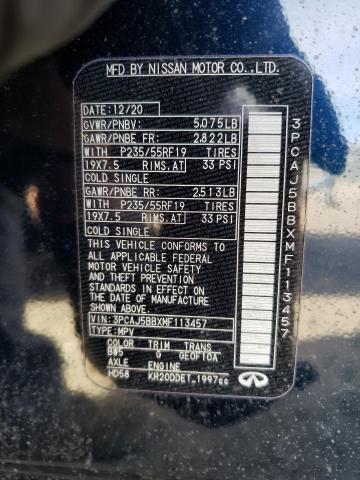 MFD BY NISSAN MOTOR CO.,LTD.
DATE: 12/20
GVWR/PNBV: 5,075LB
GAWR/PNBE FR: 2,822LB
WITH P235/55RF19 TIRES
19X7.5 RIMS.AT 33 PSI
COLD SINGLE
GAWR/PNBE RR: 2,513LB
WITH P235/55RF19 TIRES
19X7.5 RIMS.AT 33 PSI
COLD SINGLE
THIS VEHICLE CONFORMS TO
ALL APPLICABLE FEDERAL
MOTOR VEHICLE SAFETY
AND THEFT PREVENTION
STANDARDS IN EFFECT ON
THE DATE OF MANUFACTURE
SHOWN ABOVE.
VIN: 3PCAJ5BBXMF113457
TYPE: MPV
COLOR TRIM TRANS
BW5 G GE0F10A
AXLE ENGINE
HD58 KR20DDET 1997cc
3PCAJ5BBXMF113457